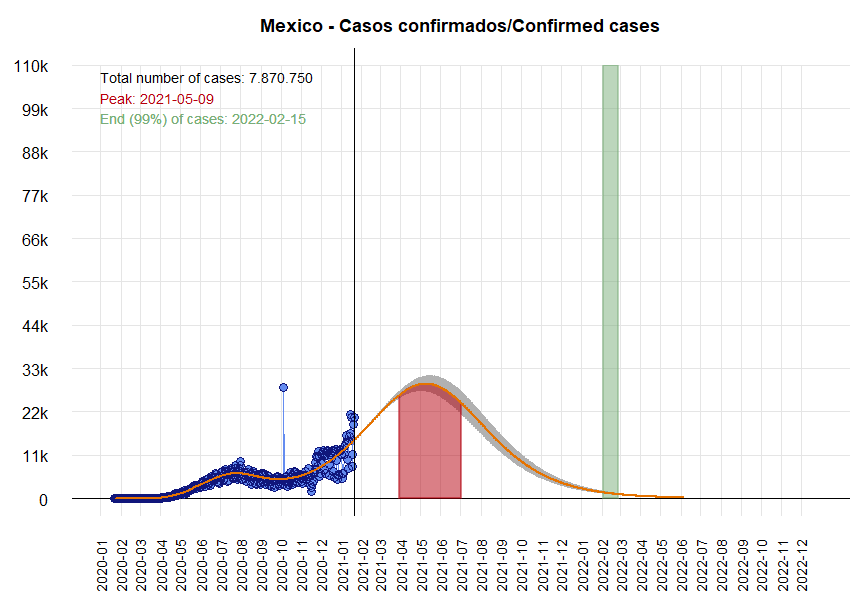 Mexico - Casos confirmados/Confirmed cases
110k
Total number of cases: 7.870.750
Peak: 2021-05-09
End (99%) of cases: 2022-02-15
99k
88k
77k
66k
55k
44k
33k
22k
11k
0
2020-01
2020-02
2020-03
2020-04
2020-05
2020-06
2020-07
2020-08
2020-09
2020-10
2020-11
2020-12
2021-01
2021-02
2021-03
2021-04
2021-05
2021-06
2021-07
2021-08
2021-09
2021-10
2021-11
2021-12
2022-01
2022-02
2022-03
2022-04
2022-05
2022-06
2022-07
2022-08
2022-09
2022-10
2022-11
2022-12